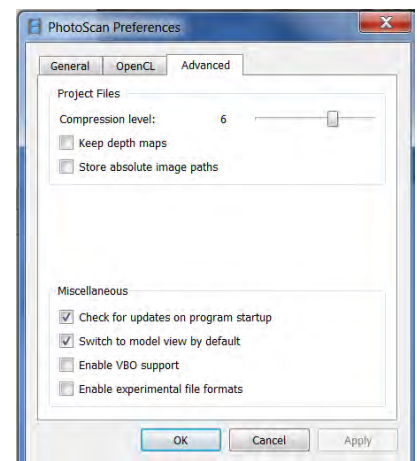 PhotoScan Preferences
General OpenCL Advanced
Project Files
Compression level: 6
Keep depth maps
Store absolute image paths
Miscellaneous
Check for updates on program startup
Switch to model view by default
Enable VBO support
Enable experimental file formats
OK Cancel Apply